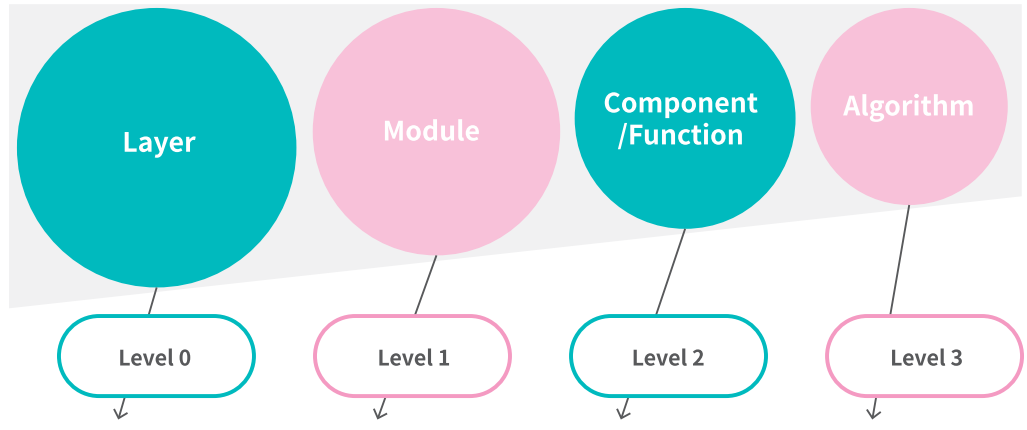 Layer
Module
Component
/Function
Algorithm
Level 0
Level 1
Level 2
Level 3